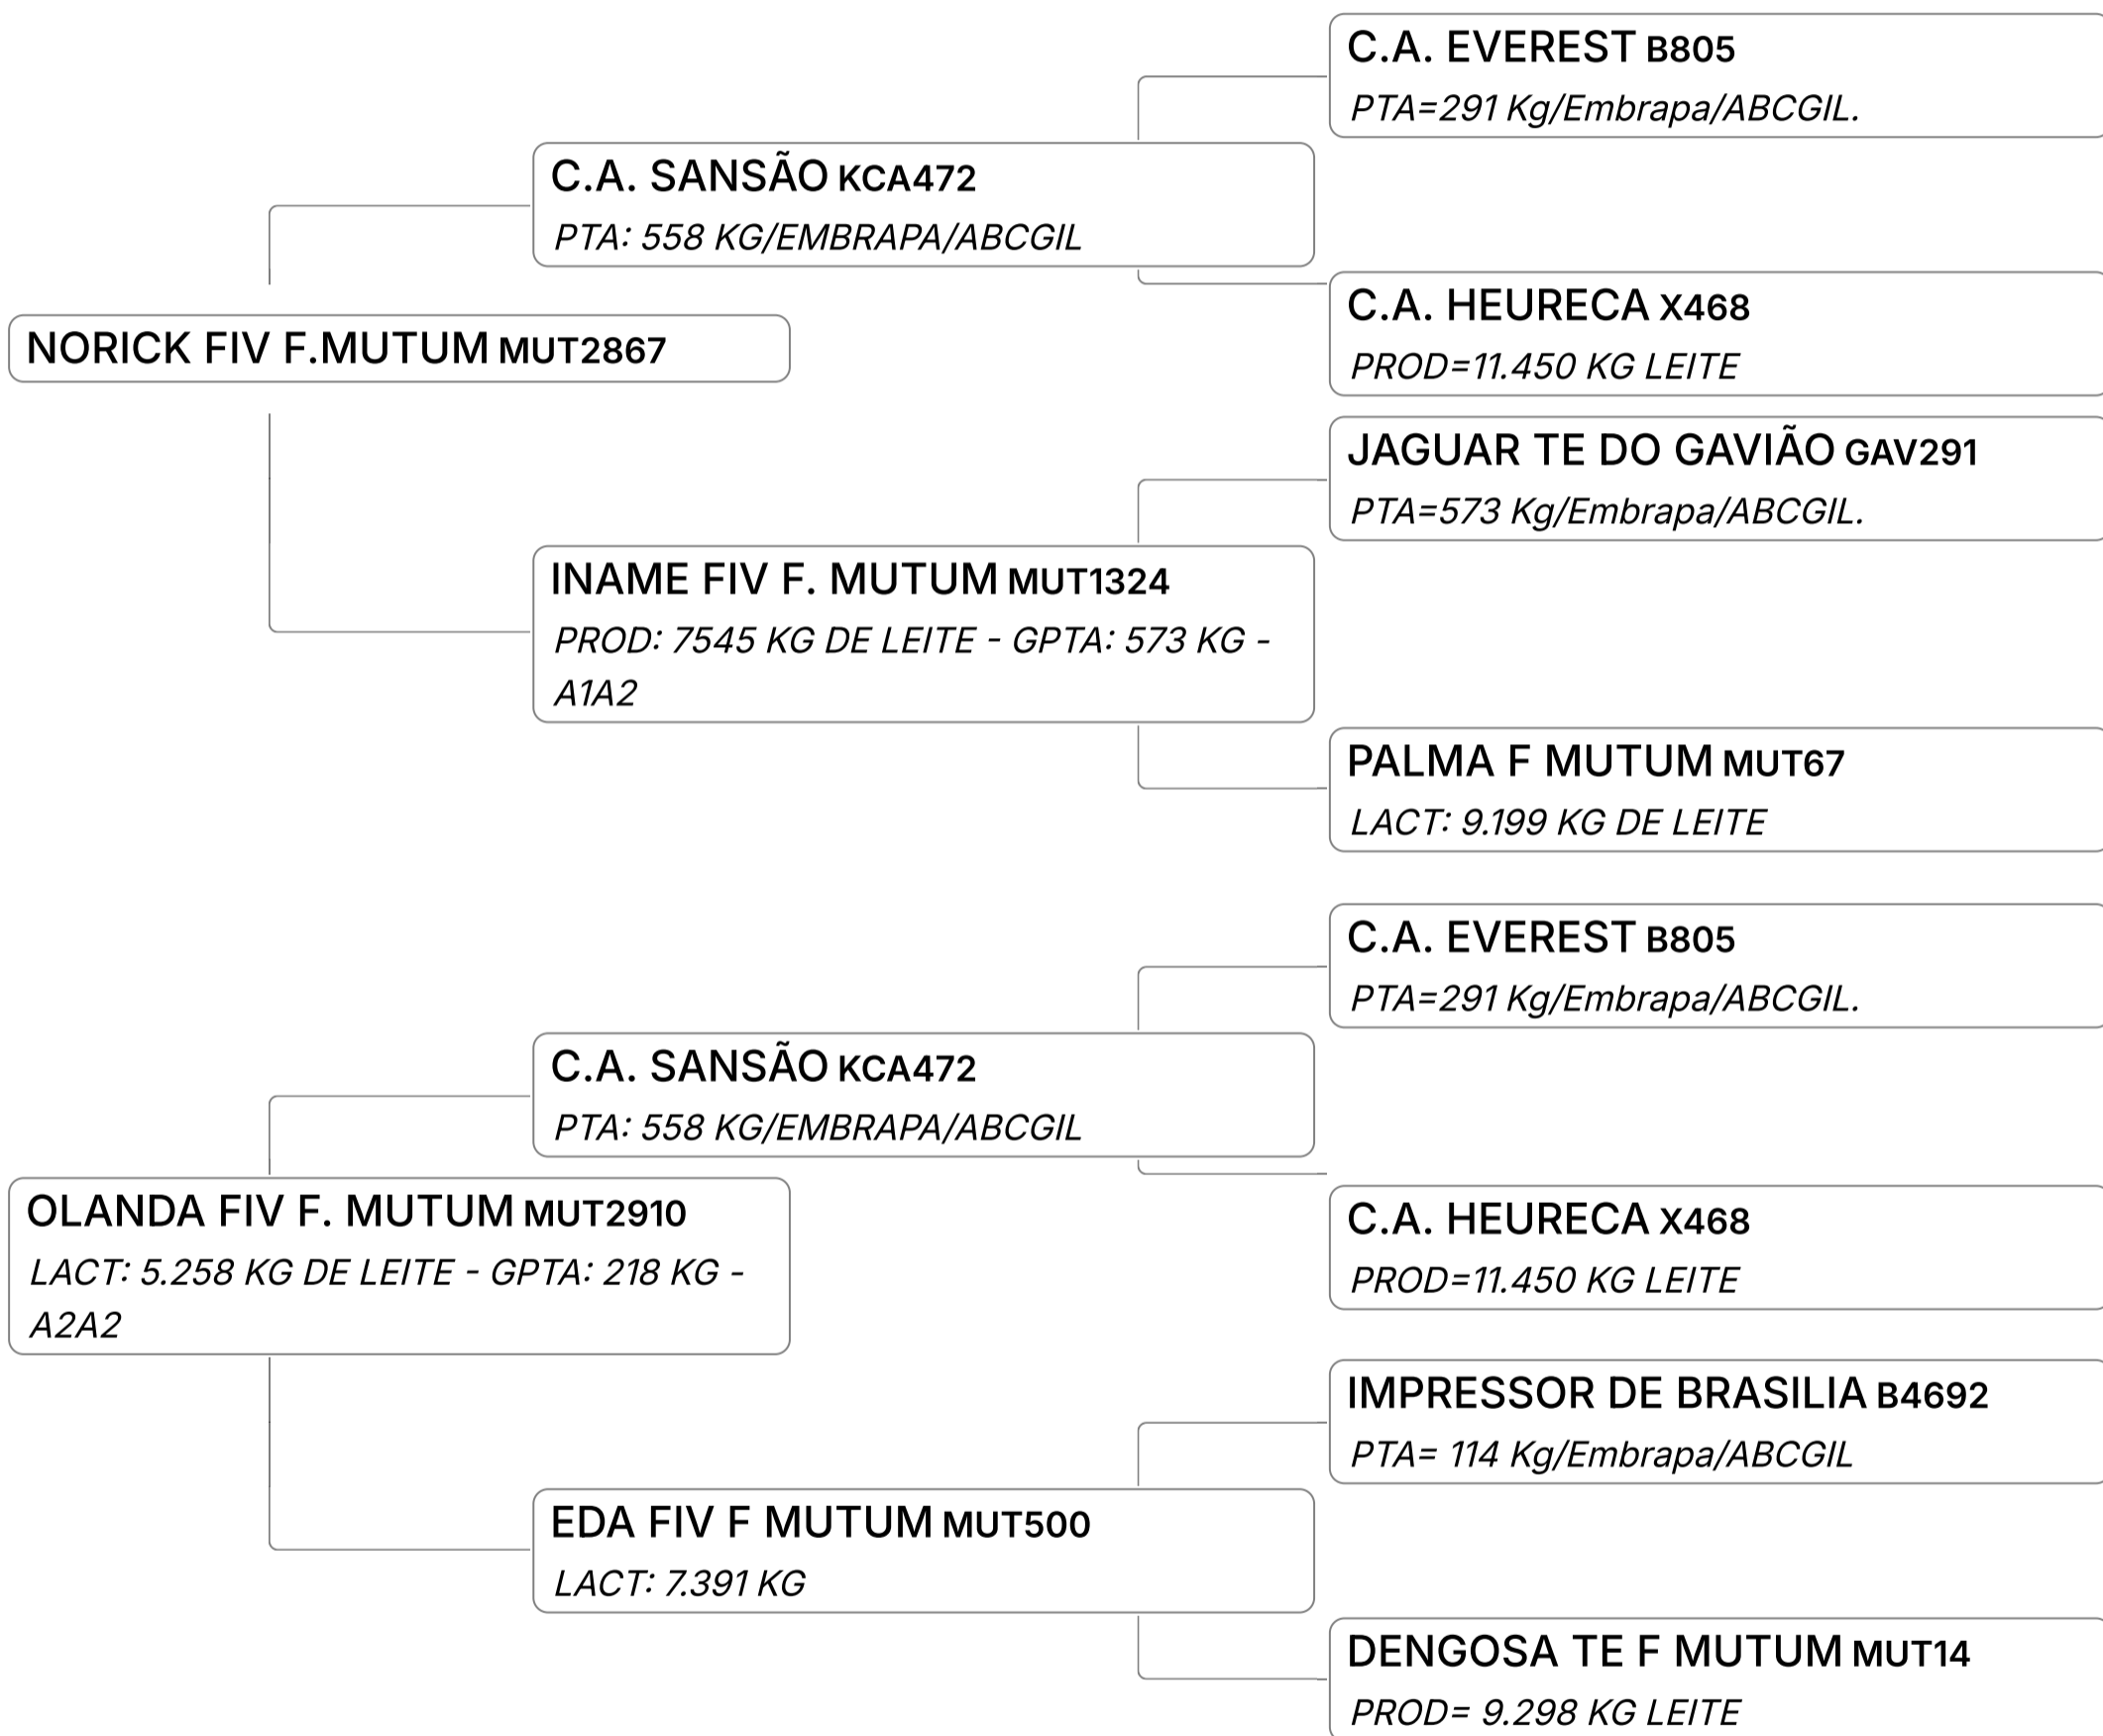 C.A. EVEREST B805
PTA=291 Kg/Embrapa/ABCGIL.
C.A. SANSÃO KCA472
PTA: 558 KG/EMBRAPA/ABCGIL
C.A. HEURECA X468
PROD=11.450 KG LEITE
NORICK FIV F.MUTUM MUT2867
JAGUAR TE DO GAVIÃO GAV291
PTA=573 Kg/Embrapa/ABCGIL.
INAME FIV F. MUTUM MUT1324
PROD: 7545 KG DE LEITE - GPTA: 573 KG -
A1A2
PALMA F MUTUM MUT67
LACT: 9.199 KG DE LEITE
C.A. EVEREST B805
PTA=291 Kg/Embrapa/ABCGIL.
C.A. SANSÃO KCA472
PTA: 558 KG/EMBRAPA/ABCGIL
C.A. HEURECA X468
PROD=11.450 KG LEITE
OLANDA FIV F. MUTUM MUT2910
LACT: 5.258 KG DE LEITE - GPTA: 218 KG -
A2A2
IMPRESSOR DE BRASILIA B4692
PTA= 114 Kg/Embrapa/ABCGIL
EDA FIV F MUTUM MUT500
LACT: 7.391 KG
DENGOSA TE F MUTUM MUT14
PROD= 9.298 KG LEITE